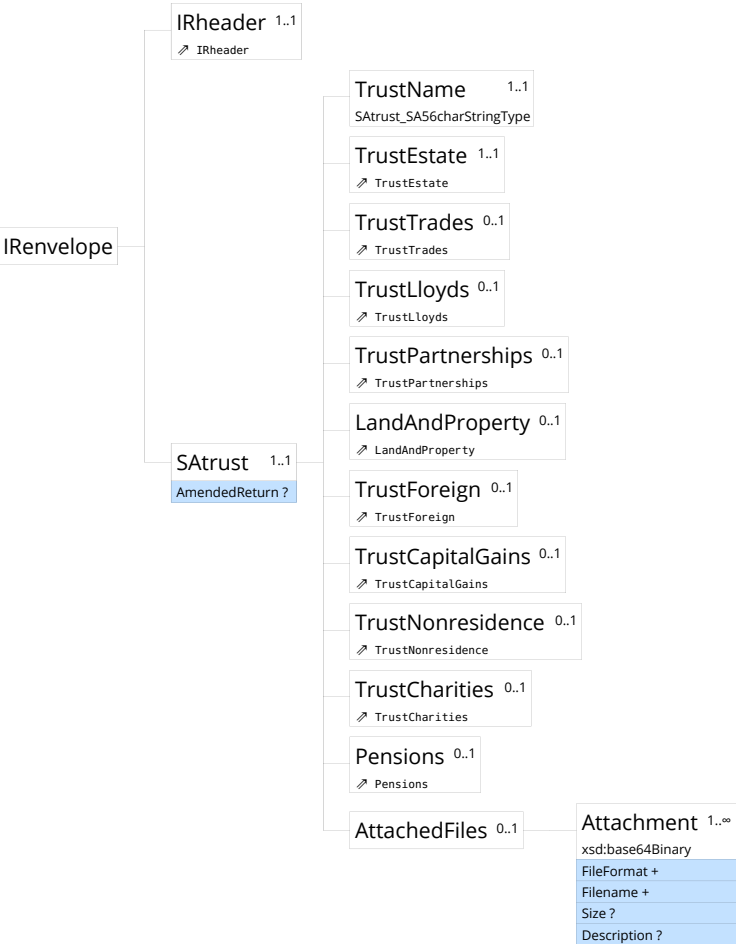 IRheader 1..1
⇗ IRheader
TrustName 1..1
SAtrust_SA56charStringType
TrustEstate 1..1
⇗ TrustEstate
TrustTrades 0..1
⇗ TrustTrades
IRenvelope
TrustLloyds 0..1
⇗ TrustLloyds
TrustPartnerships 0..1
⇗ TrustPartnerships
LandAndProperty 0..1
⇗ LandAndProperty
SAtrust 1..1
AmendedReturn ?
TrustForeign 0..1
⇗ TrustForeign
TrustCapitalGains 0..1
⇗ TrustCapitalGains
TrustNonresidence 0..1
⇗ TrustNonresidence
TrustCharities 0..1
⇗ TrustCharities
Pensions 0..1
⇗ Pensions
AttachedFiles 0..1
Attachment 1..∞
xsd:base64Binary
FileFormat +
Filename +
Size ?
Description ?